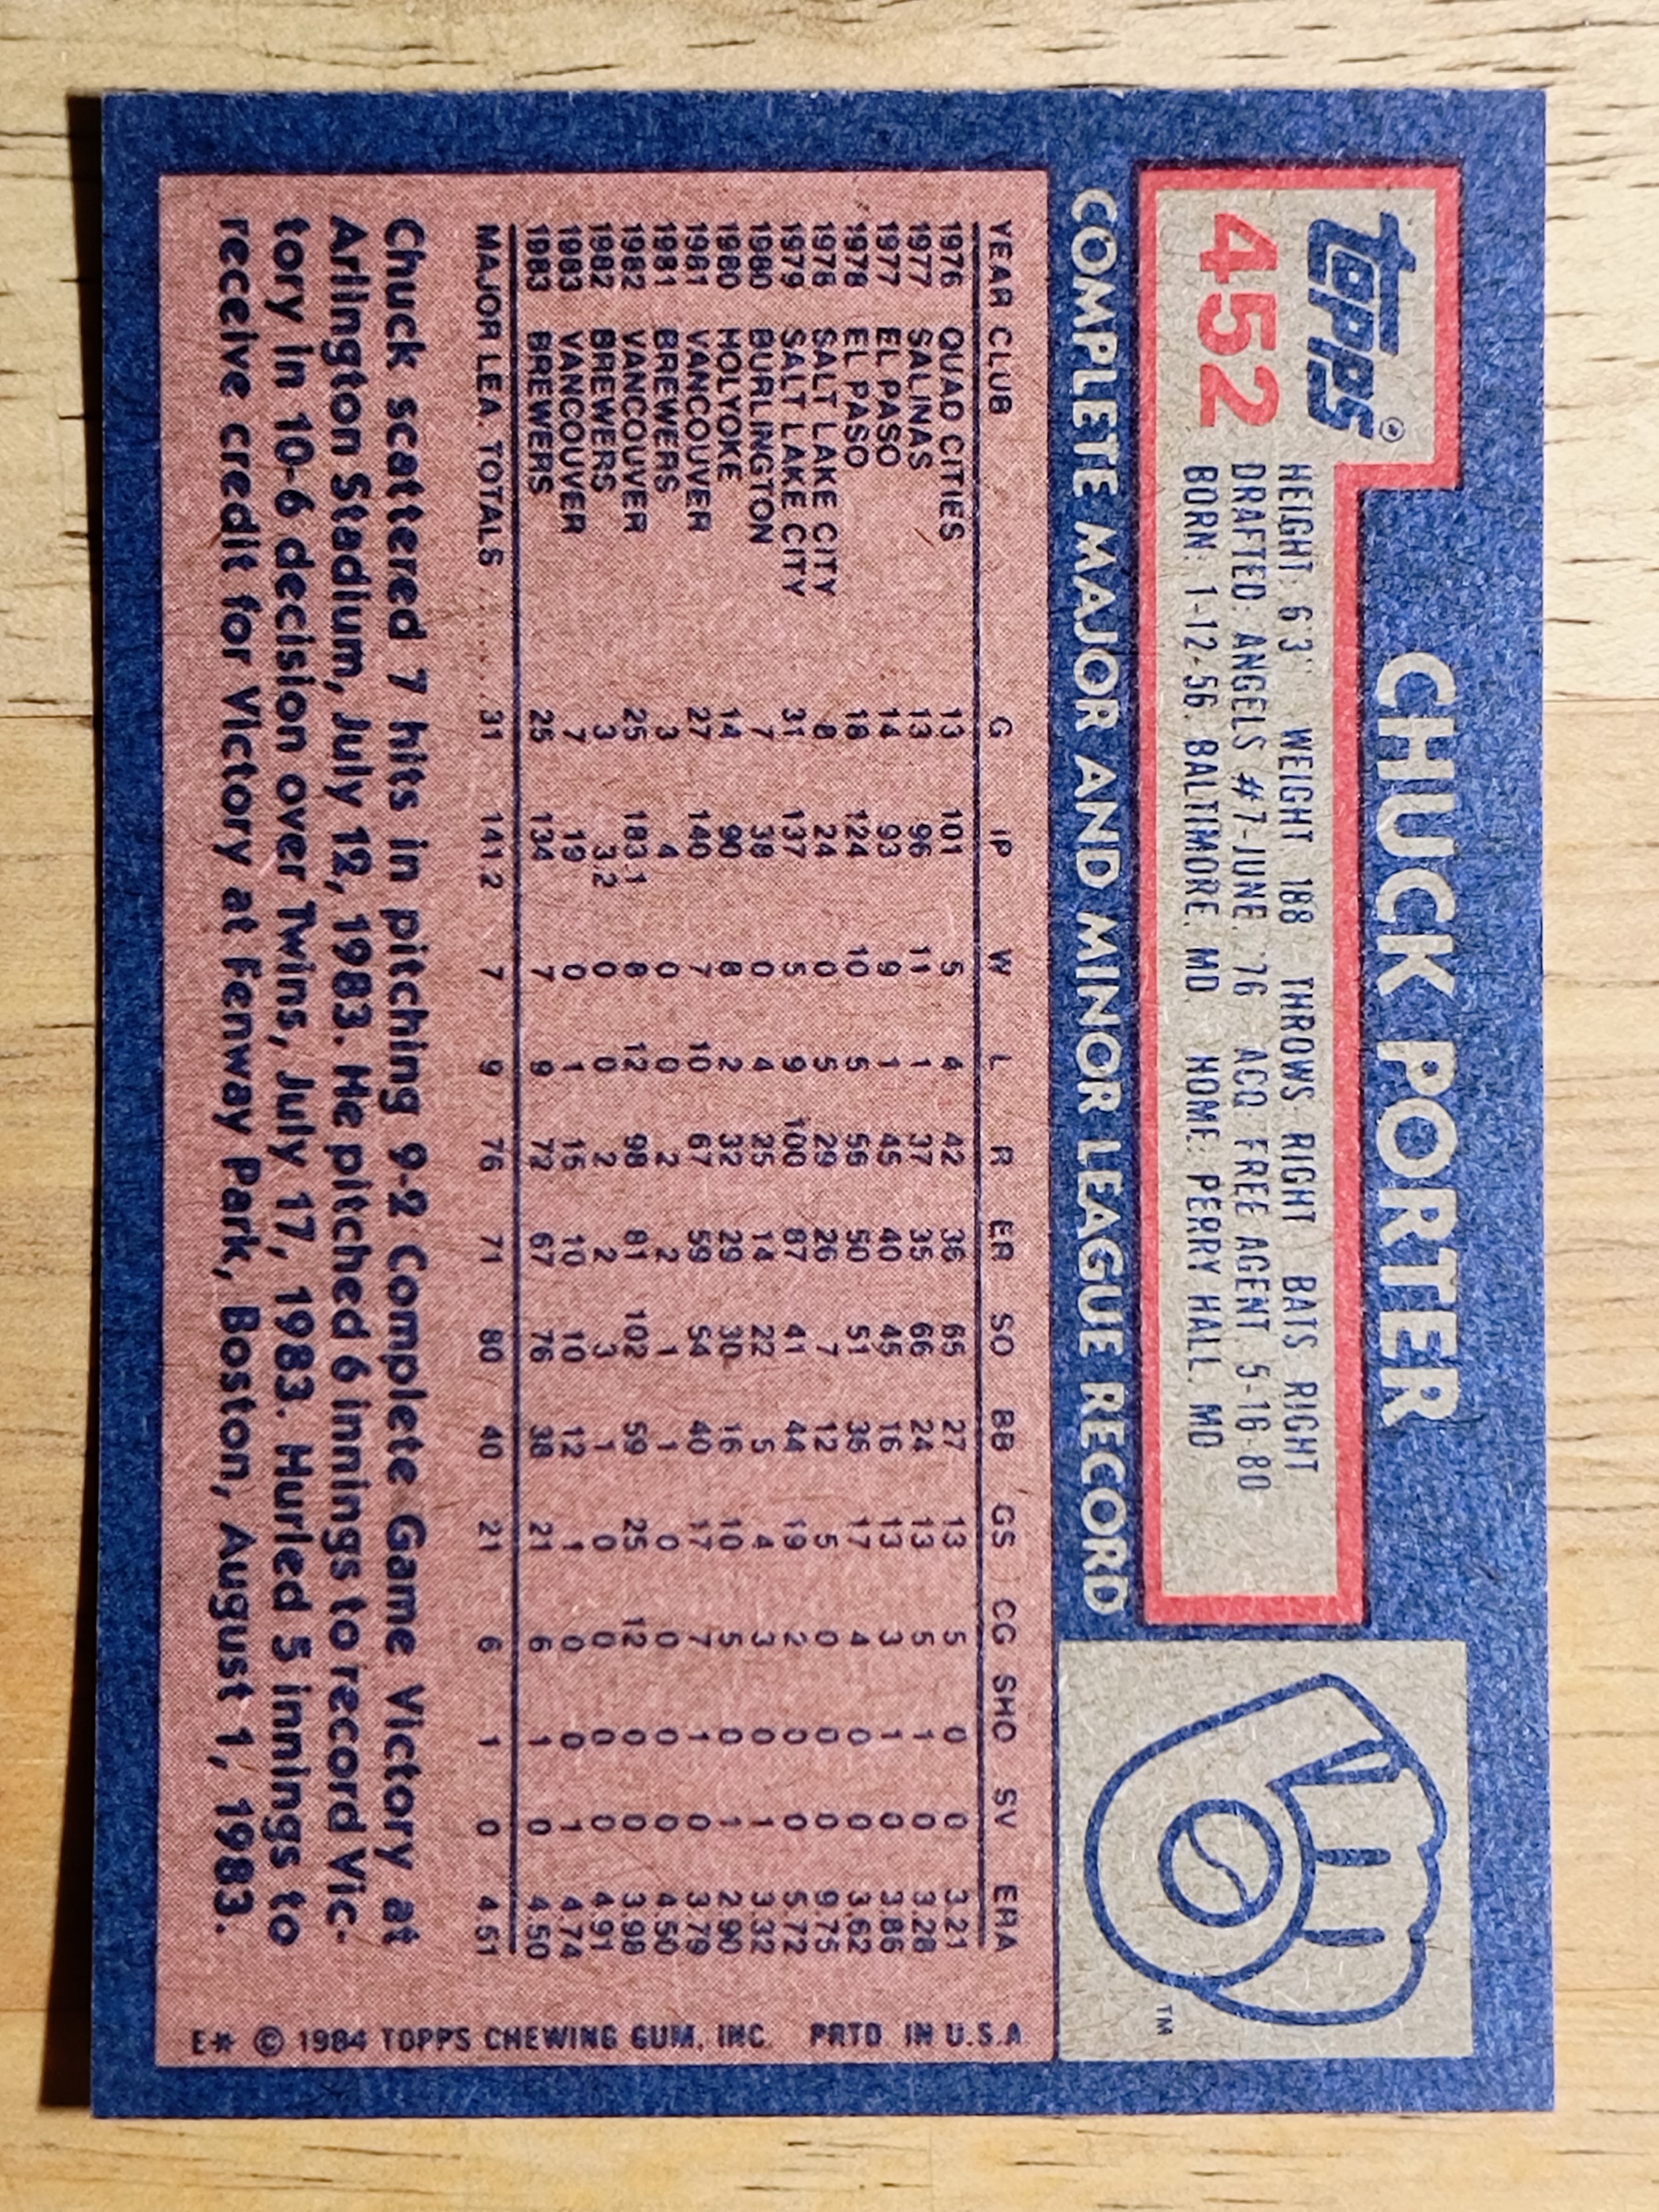 topps®
452
CHUCK PORTER
HEIGHT 6'3" WEIGHT 188 THROWS RIGHT BATS RIGHT
DRAFTED: ANGELS #7-JUNE, '76 ACQ FREE AGENT, 5-16-80
BORN: 1-12-56, BALTIMORE, MD HOME: PERRY HALL, MD
TM
COMPLETE MAJOR AND MINOR LEAGUE RECORD
YEAR CLUB G IP W L R ER SO BB GS CG SHO SV ERA
1976 QUAD CITIES 13 101 5 4 42 36 65 27 13 5 0 0 3.21
1977 SALINAS 13 96 11 1 37 35 66 24 13 5 1 0 3.28
1977 EL PASO 14 93 9 1 45 40 45 16 13 3 1 0 3.86
1978 EL PASO 18 124 10 5 56 50 51 36 17 4 0 0 3.62
1978 SALT LAKE CITY 8 24 0 5 29 26 7 12 5 0 0 0 9.75
1979 SALT LAKE CITY 31 137 5 9 100 87 41 44 19 2 0 0 5.72
1980 BURLINGTON 7 38 0 4 25 14 22 5 4 3 0 1 3.32
1980 HOLYOKE 14 90 8 2 32 29 30 16 10 5 0 1 2.90
1981 VANCOUVER 27 140 7 10 67 59 54 40 17 7 1 0 3.79
1981 BREWERS 3 4 0 0 2 2 1 1 0 0 0 0 4.50
1982 VANCOUVER 25 183.1 8 12 98 81 102 59 25 12 0 0 3.98
1982 BREWERS 3 3.2 0 0 2 2 3 1 0 0 0 0 4.91
1983 VANCOUVER 7 19 0 1 15 10 10 12 1 0 0 1 4.74
1983 BREWERS 25 134 7 9 72 67 76 38 21 6 1 0 4.50
MAJOR LEA. TOTALS ...... 31 141.2 7 9 76 71 80 40 21 6 1 0 4.51
Chuck scattered 7 hits in pitching 9-2 Complete Game Victory at
Arlington Stadium, July 12, 1983. He pitched 6 innings to record Vic-
tory in 10-6 decision over Twins, July 17, 1983. Hurled 5 innings to
receive credit for Victory at Fenway Park, Boston, August 1, 1983.
E* © 1984 TOPPS CHEWING GUM, INC. PRTD IN U.S.A